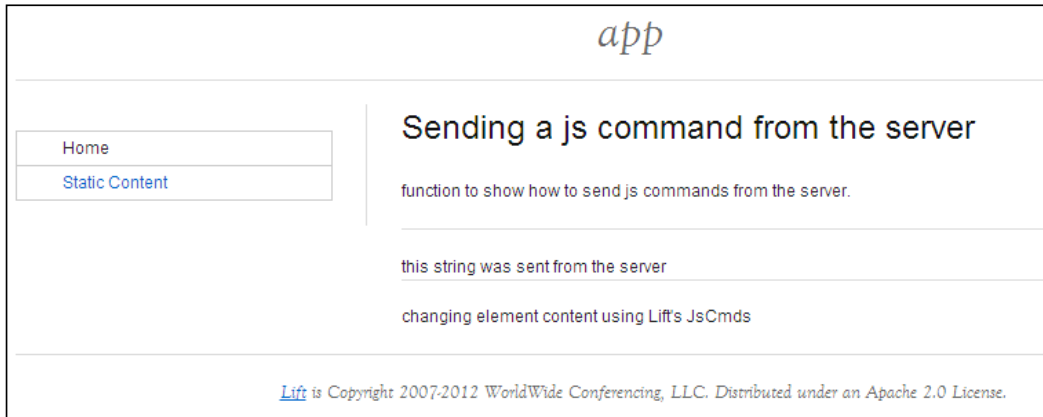 app
Home
Static Content
Sending a js command from the server
function to show how to send js commands from the server.
this string was sent from the server
changing element content using Lift's JsCmds
Lift is Copyright 2007-2012 WorldWide Conferencing, LLC. Distributed under an Apache 2.0 License.